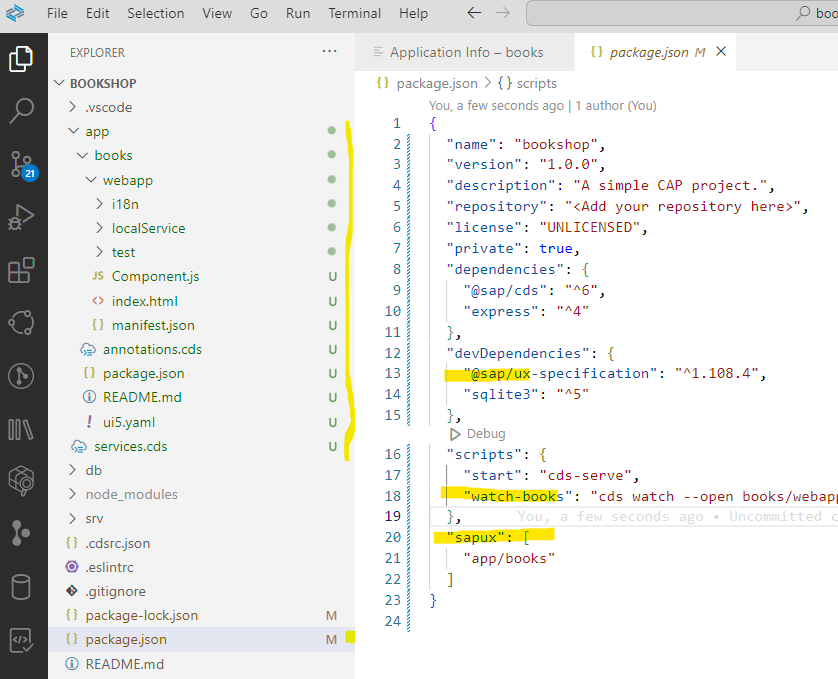 File Edit Selection View Go Run Terminal Help
boo
EXPLORER
Application Info – books
package.json M
package.json > {} scripts
BOOKSHOP
.vscode
app
books
webapp
i18n
localService
test
JS Component.js U
<> index.html U
{} manifest.json U
annotations.cds U
{} package.json U
README.md U
! ui5.yaml U
services.cds U
db
node_modules
srv
{} .cdsrc.json
.eslintrc
.gitignore
{} package-lock.json M
{} package.json M
README.md
21
You, a few seconds ago | 1 author (You)
1 {
2 "name": "bookshop",
3 "version": "1.0.0",
4 "description": "A simple CAP project.",
5 "repository": "<Add your repository here>",
6 "license": "UNLICENSED",
7 "private": true,
8 "dependencies": {
9 "@sap/cds": "^6",
10 "express": "^4"
11 },
12 "devDependencies": {
13 "@sap/ux-specification": "^1.108.4",
14 "sqlite3": "^5"
15 },
Debug
16 "scripts": {
17 "start": "cds-serve",
18 "watch-books": "cds watch --open books/webapp
19 }, You, a few seconds ago • Uncommitted c
20 "sapux": [
21 "app/books"
22 ]
23 }
24